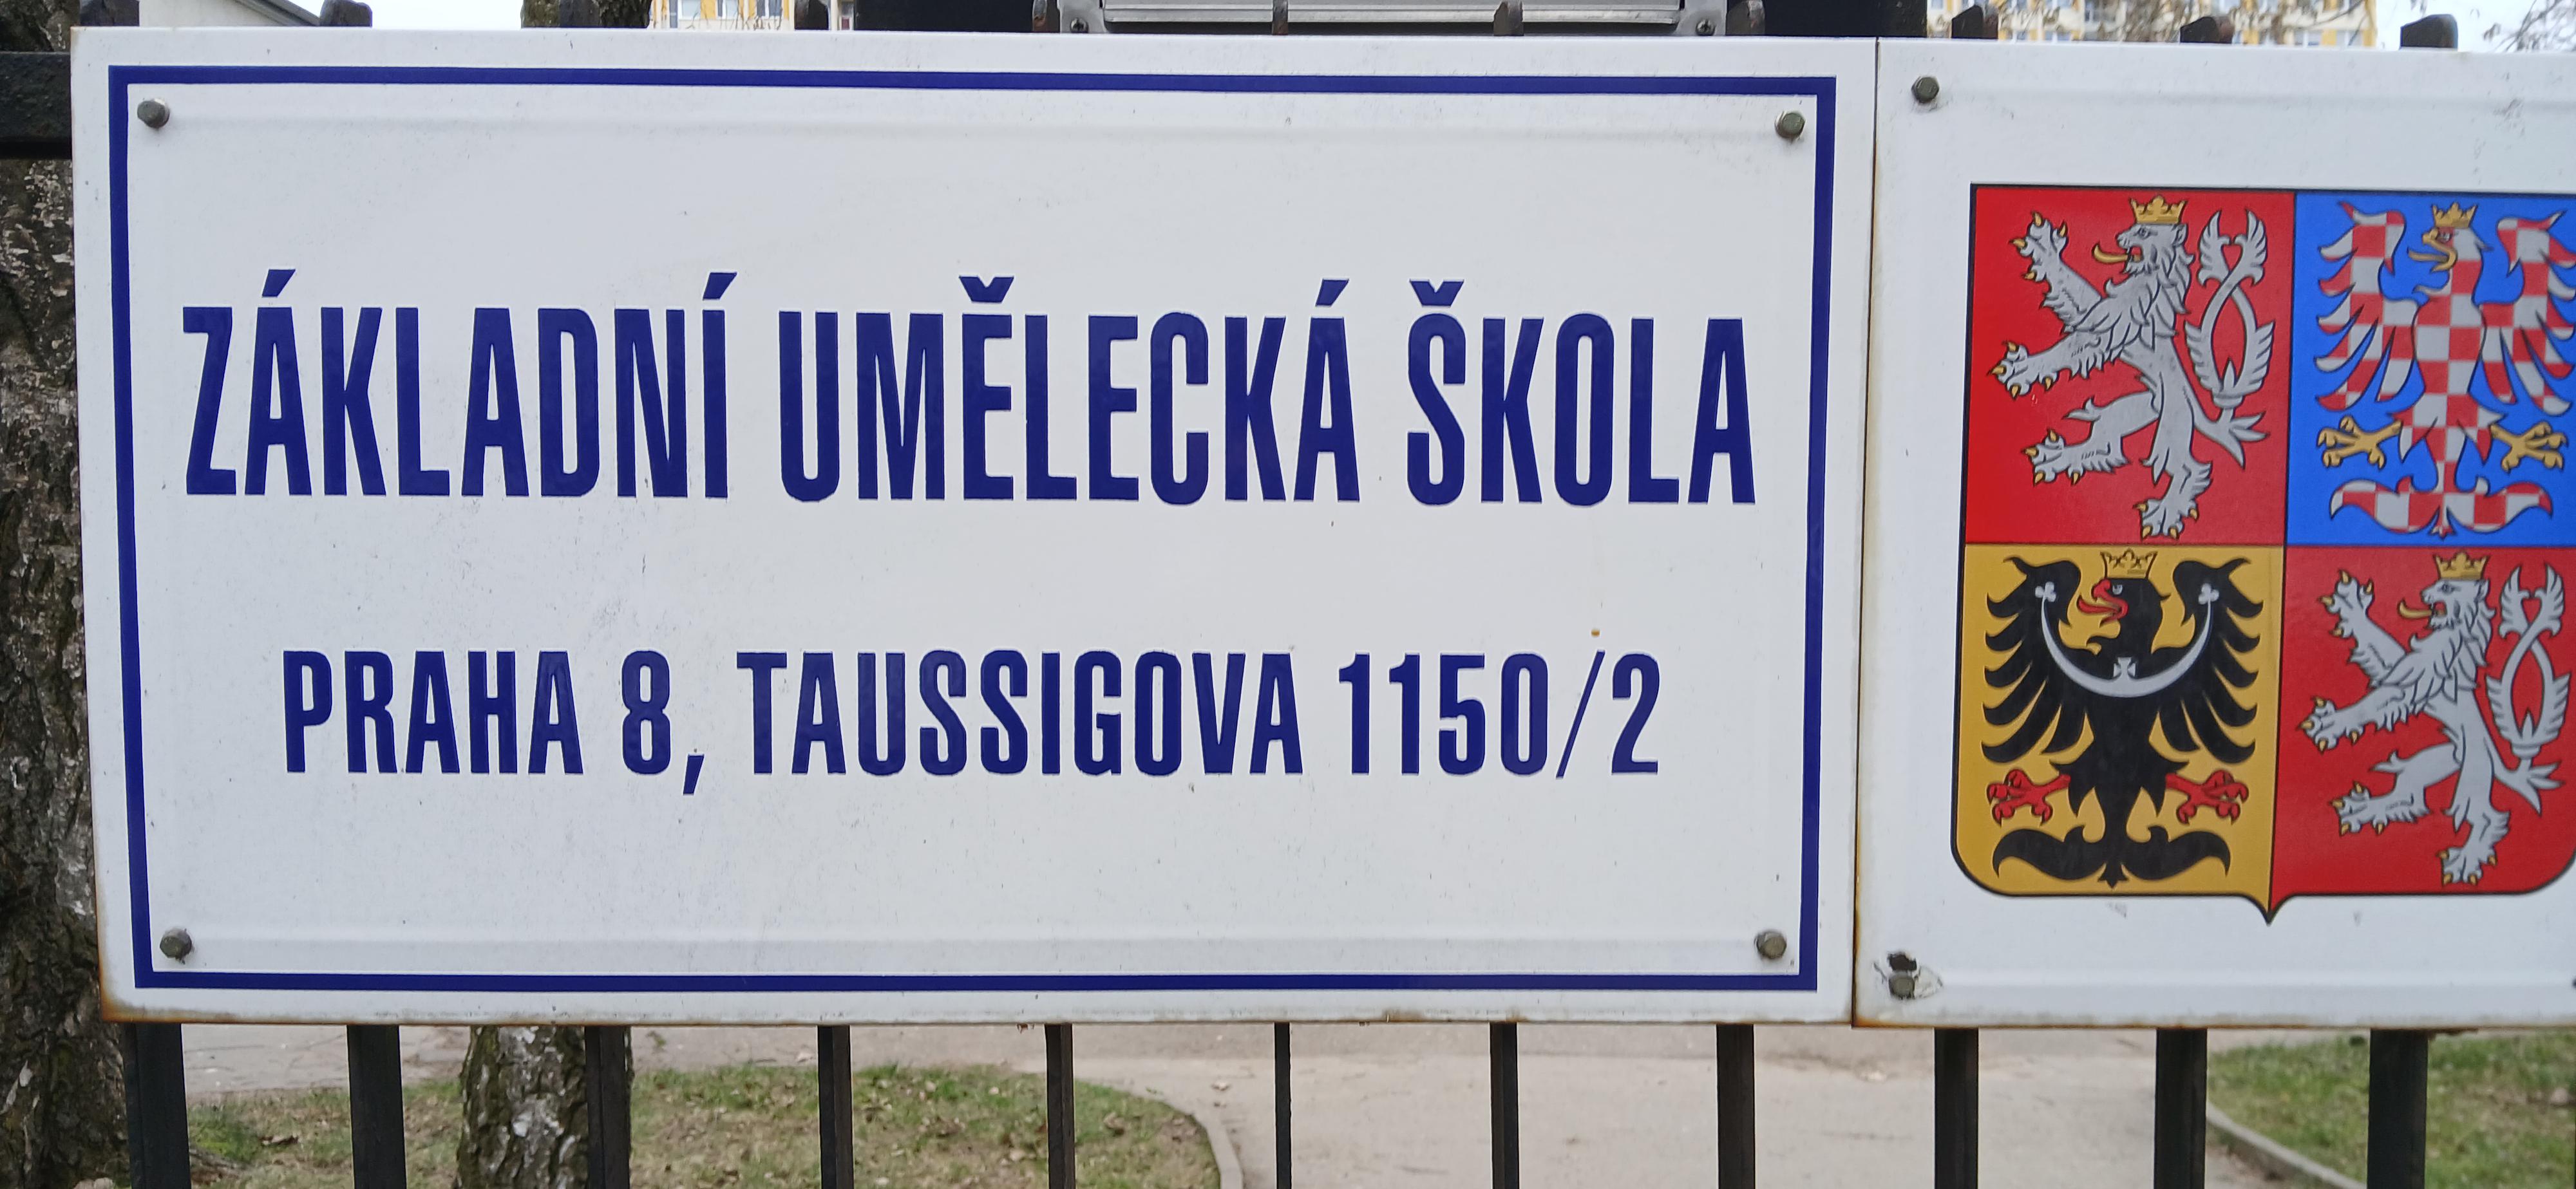 ZÁKLADNÍ UMĚLECKÁ ŠKOLA
PRAHA 8, TAUSSIGOVA 1150/2